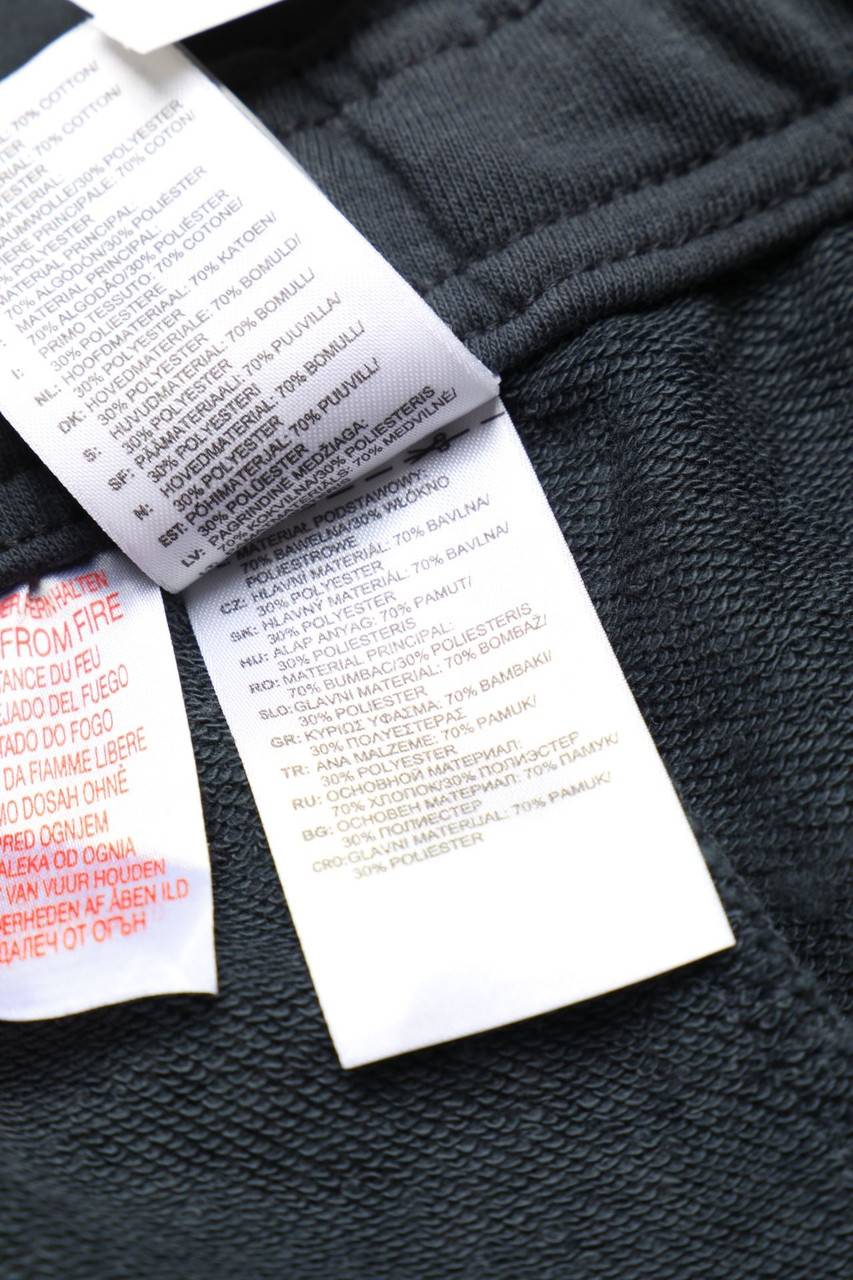 70% COTTON/
70% COTTON/
30% POLYESTER
70% COTON/
POLYESTER
MATERIAL PRINCIPAL:
70% ALGODÓN/30% POLIÉSTER
MATERIAL PRINCIPAL:
70% ALGODÃO/30% POLIÉSTER
I: PRIMO TESSUTO: 70% COTONE/
30% POLIESTERE
NL: HOOFDMATERIAAL: 70% KATOEN/
30% POLYESTER
DK: HOVEDMATERIALE: 70% BOMULD/
30% POLYESTER
S: HUVUDMATERIAL: 70% BOMULL/
30% POLYESTER
SF: PÄÄMATERIAALI: 70% PUUVILLA/
30% POLYESTERI
N: HOVEDMATERIAL: 70% BOMULL/
30% POLYESTER
EST: PÕHIMATERJAL: 70% PUUVILL/
30% POLÜESTER
PAGRINDINĖ MEDŽIAGA:
LV: 70% KOKVILNA/30% POLIESTERIS
70% MEDVILNĖ/
MATERIAŁ PODSTAWOWY:
70% BAWEŁNA/30% WŁÓKNO
POLIESTROWE
CZ: HLAVNÍ MATERIÁL: 70% BAVLNA/
30% POLYESTER
SK: HLAVNÝ MATERIÁL: 70% BAVLNA/
30% POLYESTER
HU: ALAP ANYAG: 70% PAMUT/
30% POLIESTERIS
RO: MATERIAL PRINCIPAL:
70% BUMBAC/30% POLIESTERIS
SLO: GLAVNI MATERIAL: 70% BOMBAŽ/
30% POLIESTER
GR: ΚΥΡΙΩΣ ΥΦΑΣΜΑ: 70% ΒΑΜΒΑΚΙ/
30% ΠΟΛΥΕΣΤΕΡΑΣ
TR: ANA MALZEME: 70% PAMUK/
30% POLYESTER
RU: ОСНОВНОЙ МАТЕРИАЛ:
70% ХЛОПОК/30% ПОЛИЭСТЕР
BG: ОСНОВЕН МАТЕРИАЛ: 70% ПАМУК/
30% ПОЛИЕСТЕР
CRO: GLAVNI MATERIJAL: 70% PAMUK/
30% POLIESTER
FERN HALTEN
FROM FIRE
TANCE DU FEU
EJADO DEL FUEGO
TADO DO FOGO
DA FIAMME LIBERE
MO DOSAH OHNĚ
PRED OGNJEM
ALEKA OD OGNIA
VAN VUUR HOUDEN
ERHEDEN AF ÅBEN ILD
ДАЛЕЧ ОТ ОГЪН